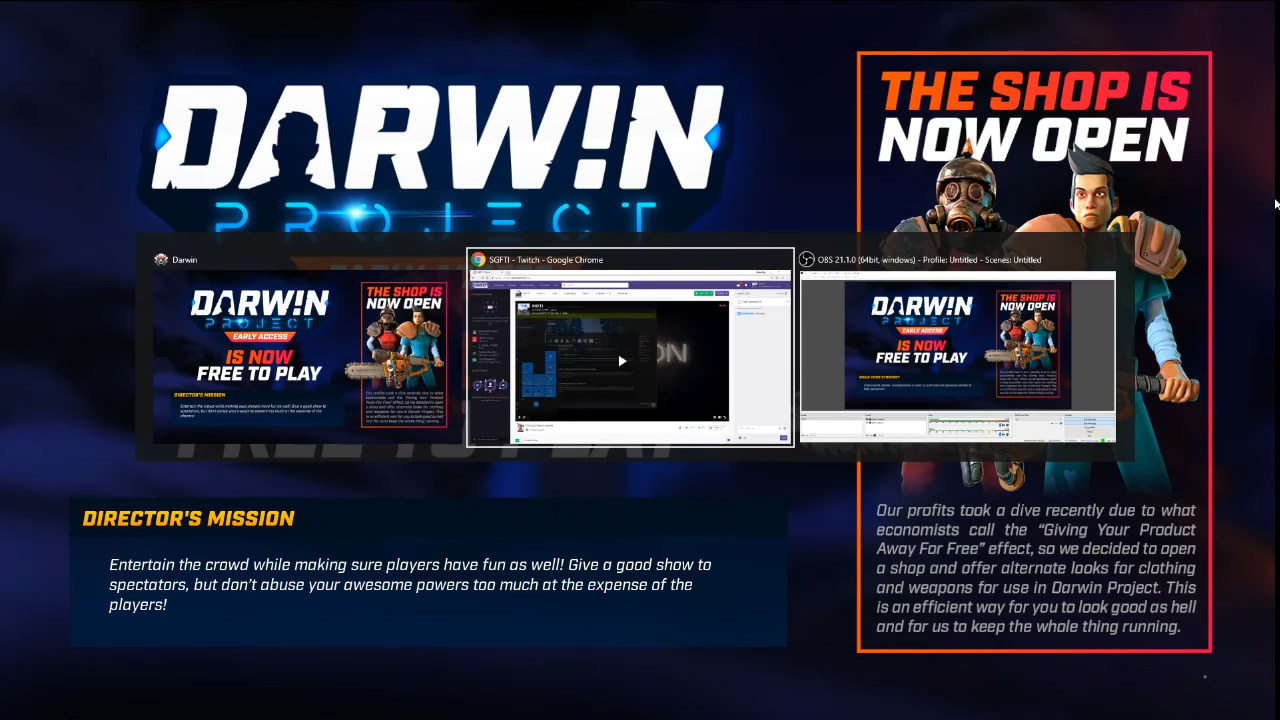 DARW!N
PROJECT
THE SHOP IS
NOW OPEN
Darwin
SGFTI - Twitch - Google Chrome
OBS 21.1.0 (64bit, windows) - Profile: Untitled - Scenes: Untitled
DARW!N
PROJECT
EARLY ACCESS
IS NOW
FREE TO PLAY
DIRECTOR'S MISSION
THE SHOP IS
NOW OPEN
DARW!N
PROJECT
EARLY ACCESS
IS NOW
FREE TO PLAY
THE SHOP IS
NOW OPEN
DIRECTOR'S MISSION
Entertain the crowd while making sure players have fun as well! Give a good show to
spectators, but don't abuse your awesome powers too much at the expense of the
players!
Our profits took a dive recently due to what
economists call the “Giving Your Product
Away For Free” effect, so we decided to open
a shop and offer alternate looks for clothing
and weapons for use in Darwin Project. This
is an efficient way for you to look good as hell
and for us to keep the whole thing running.